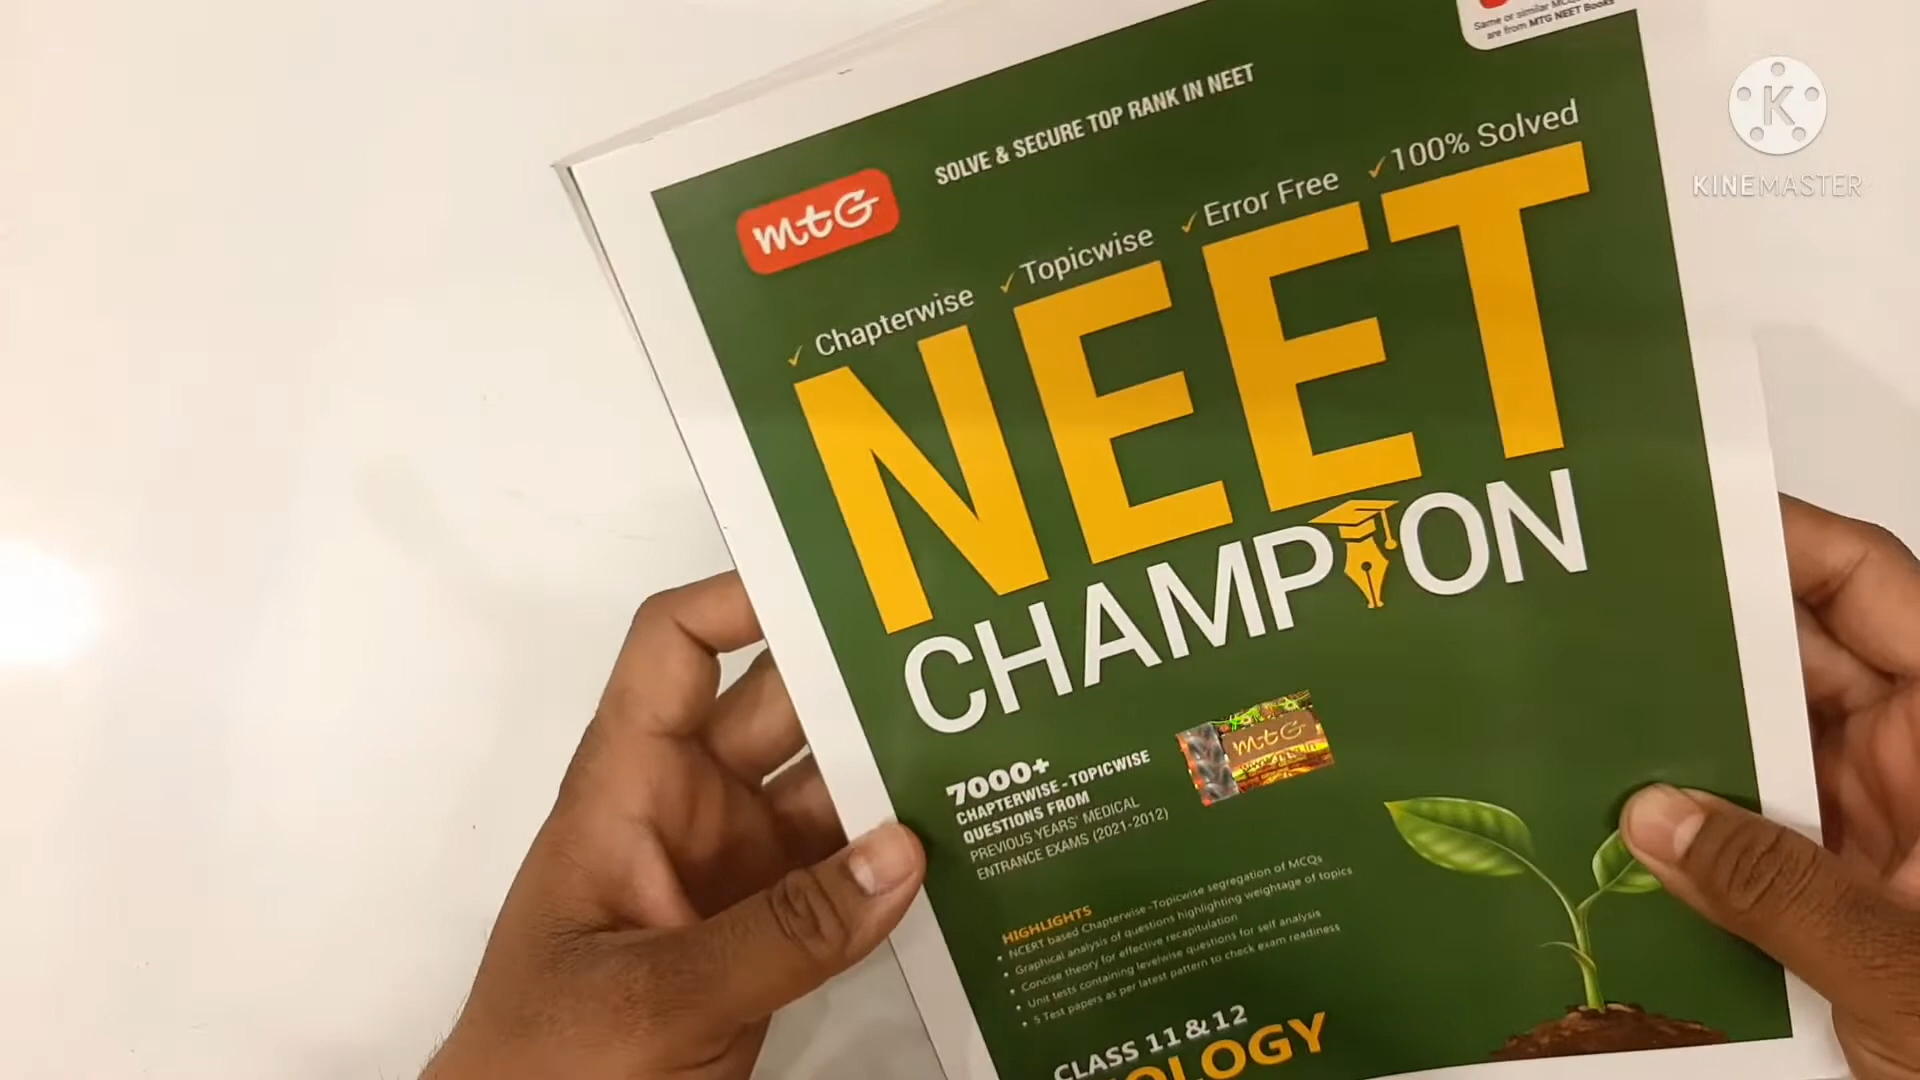 Same or similar
are from MTG NEET Books
KINEMASTER
SOLVE & SECURE TOP RANK IN NEET
mtG
✓ Chapterwise ✓ Topicwise ✓ Error Free ✓ 100% Solved
NEET
CHAMPION
mtG
7000+
CHAPTERWISE - TOPICWISE
QUESTIONS FROM
PREVIOUS YEARS' MEDICAL
ENTRANCE EXAMS (2021-2012)
HIGHLIGHTS
• NCERT based Chapterwise-Topicwise segregation of MCQs
• Graphical analysis of questions highlighting weightage of topics
• Concise theory for effective recapitulation
• Unit tests containing levelwise questions for self analysis
• 5 Test papers as per latest pattern to check exam readiness
CLASS 11 & 12
OLOGY